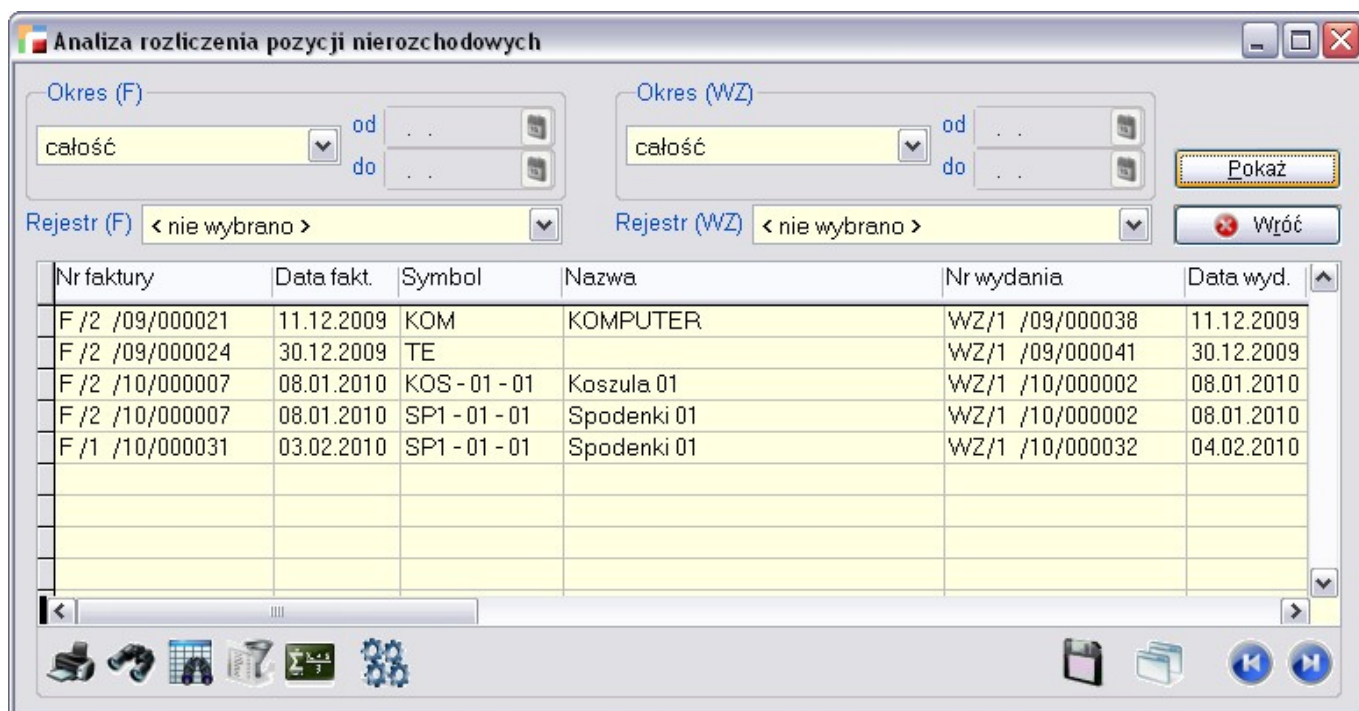 Analiza rozliczenia pozycji nierozchodowych
Okres (F)
Okres (WZ)
całość
od . .
do . .
całość
od . .
do . .
Pokaż
Rejestr (F) < nie wybrano >
Rejestr (WZ) < nie wybrano >
Wróć
Nr faktury Data fakt. Symbol Nazwa Nr wydania Data wyd.
F /2 /09/000021 11.12.2009 KOM KOMPUTER WZ/1 /09/000038 11.12.2009
F /2 /09/000024 30.12.2009 TE WZ/1 /09/000041 30.12.2009
F /2 /10/000007 08.01.2010 KOS - 01 - 01 Koszula 01 WZ/1 /10/000002 08.01.2010
F /2 /10/000007 08.01.2010 SP1 - 01 - 01 Spodenki 01 WZ/1 /10/000002 08.01.2010
F /1 /10/000031 03.02.2010 SP1 - 01 - 01 Spodenki 01 WZ/1 /10/000032 04.02.2010